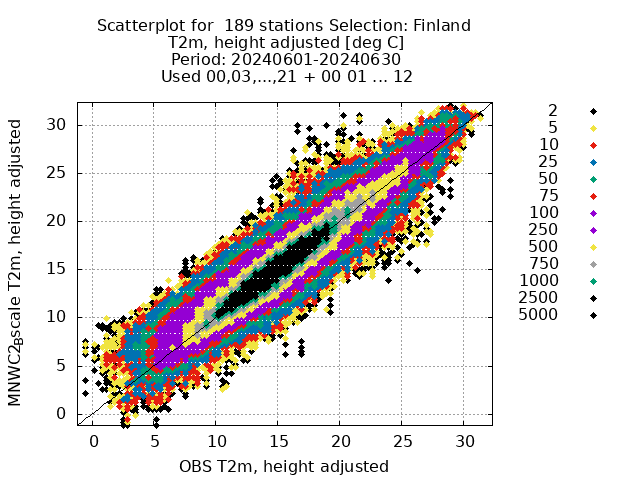 Scatterplot for  189 stations Selection: Finland
T2m, height adjusted [deg C]
Period: 20240601-20240630
Used 00,03,...,21 + 00 01 ... 12
MNWC2_Bscale T2m, height adjusted
30
25
20
15
10
5
0
0 5 10 15 20 25 30
OBS T2m, height adjusted
2
5
10
25
50
75
100
250
500
750
1000
2500
5000